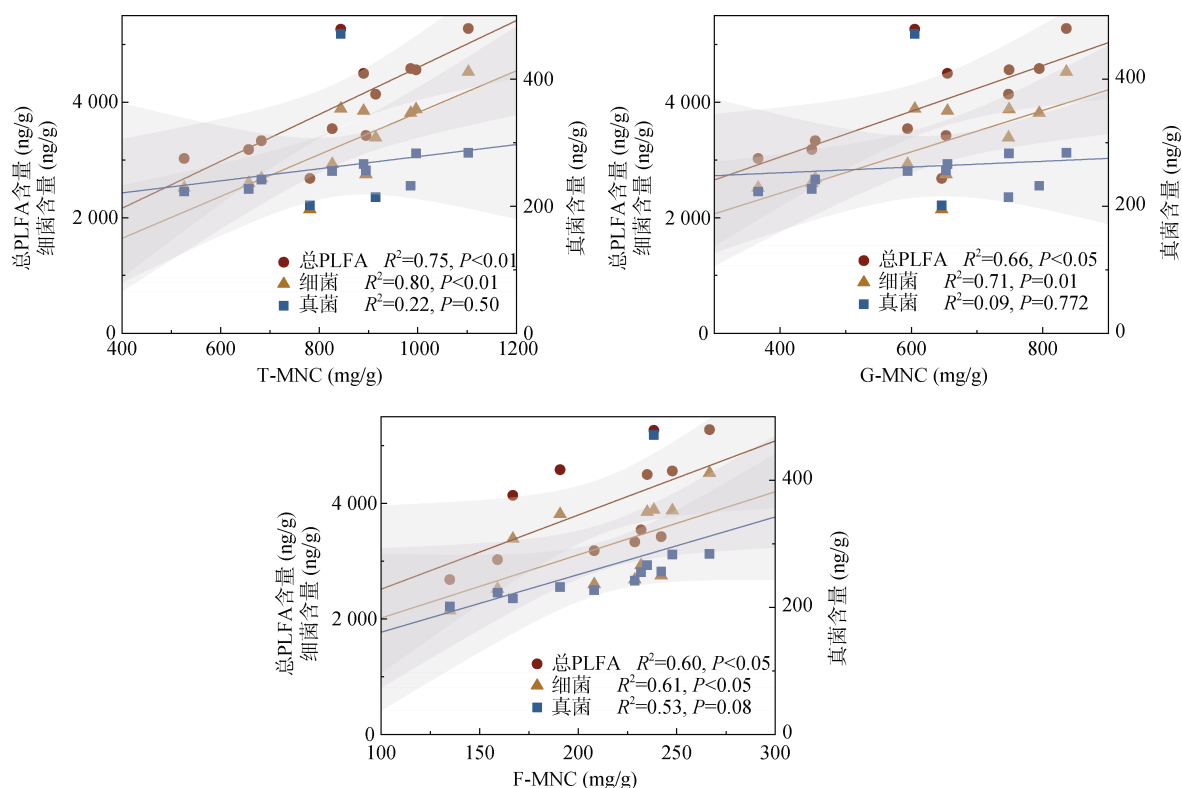 总PLFA含量 (ng/g)
细菌含量 (ng/g)
4 000
2 000
0
400
200
0
真菌含量 (ng/g)
总PLFA R²=0.75, P<0.01
细菌 R²=0.80, P<0.01
真菌 R²=0.22, P=0.50
400 600 800 1000 1200
T-MNC (mg/g)
总PLFA含量 (ng/g)
细菌含量 (ng/g)
4 000
2 000
0
400
200
0
真菌含量 (ng/g)
总PLFA R²=0.66, P<0.05
细菌 R²=0.71, P=0.01
真菌 R²=0.09, P=0.772
400 600 800
G-MNC (mg/g)
总PLFA含量 (ng/g)
细菌含量 (ng/g)
4 000
2 000
0
400
200
0
真菌含量 (ng/g)
总PLFA R²=0.60, P<0.05
细菌 R²=0.61, P<0.05
真菌 R²=0.53, P=0.08
100 150 200 250 300
F-MNC (mg/g)